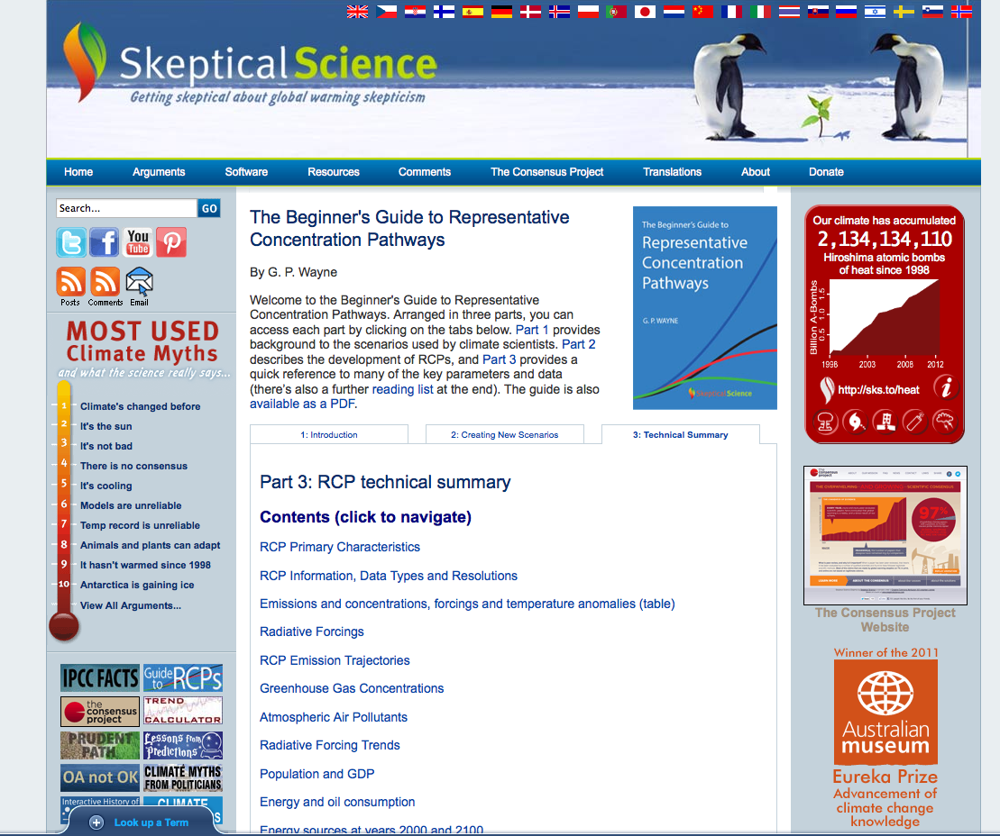 Skeptical Science
Getting skeptical about global warming skepticism
Home Arguments Software Resources Comments The Consensus Project Translations About Donate
Search... GO
You
Tube
Posts Comments Email
MOST USED
Climate Myths
and what the science really says...
1 Climate's changed before
2 It's the sun
3 It's not bad
4 There is no consensus
5 It's cooling
6 Models are unreliable
7 Temp record is unreliable
8 Animals and plants can adapt
9 It hasn't warmed since 1998
10 Antarctica is gaining ice
View All Arguments...
IPCC FACTS
Guide to RCPs
the consensus project
TREND CALCULATOR
PRUDENT PATH
Lessons from Predictions
OA not OK
CLIMATE MYTHS FROM POLITICIANS
Interactive History of
CLIMATE
Look up a Term
The Beginner's Guide to Representative
Concentration Pathways
By G. P. Wayne
Welcome to the Beginner's Guide to Representative
Concentration Pathways. Arranged in three parts, you can
access each part by clicking on the tabs below. Part 1 provides
background to the scenarios used by climate scientists. Part 2
describes the development of RCPs, and Part 3 provides a
quick reference to many of the key parameters and data
(there's also a further reading list at the end). The guide is also
available as a PDF.
The Beginner's Guide to
Representative
Concentration
Pathways
G. P. WAYNE
Skeptical Science
1: Introduction 2: Creating New Scenarios 3: Technical Summary
Part 3: RCP technical summary
Contents (click to navigate)
RCP Primary Characteristics
RCP Information, Data Types and Resolutions
Emissions and concentrations, forcings and temperature anomalies (table)
Radiative Forcings
RCP Emission Trajectories
Greenhouse Gas Concentrations
Atmospheric Air Pollutants
Radiative Forcing Trends
Population and GDP
Energy and oil consumption
Energy sources at years 2000 and 2100
Our climate has accumulated
2,134,134,110
Hiroshima atomic bombs
of heat since 1998
Billion A-Bombs
0.5 1.0 1.5
1998 2003 2008 2012
http://sks.to/heat
the consensus project
THE OVERWHELMING AND GROWING SCIENTIFIC CONSENSUS
97%
The Consensus Project
Website
Winner of the 2011
Australian
museum
Eureka Prize
Advancement of
climate change
knowledge